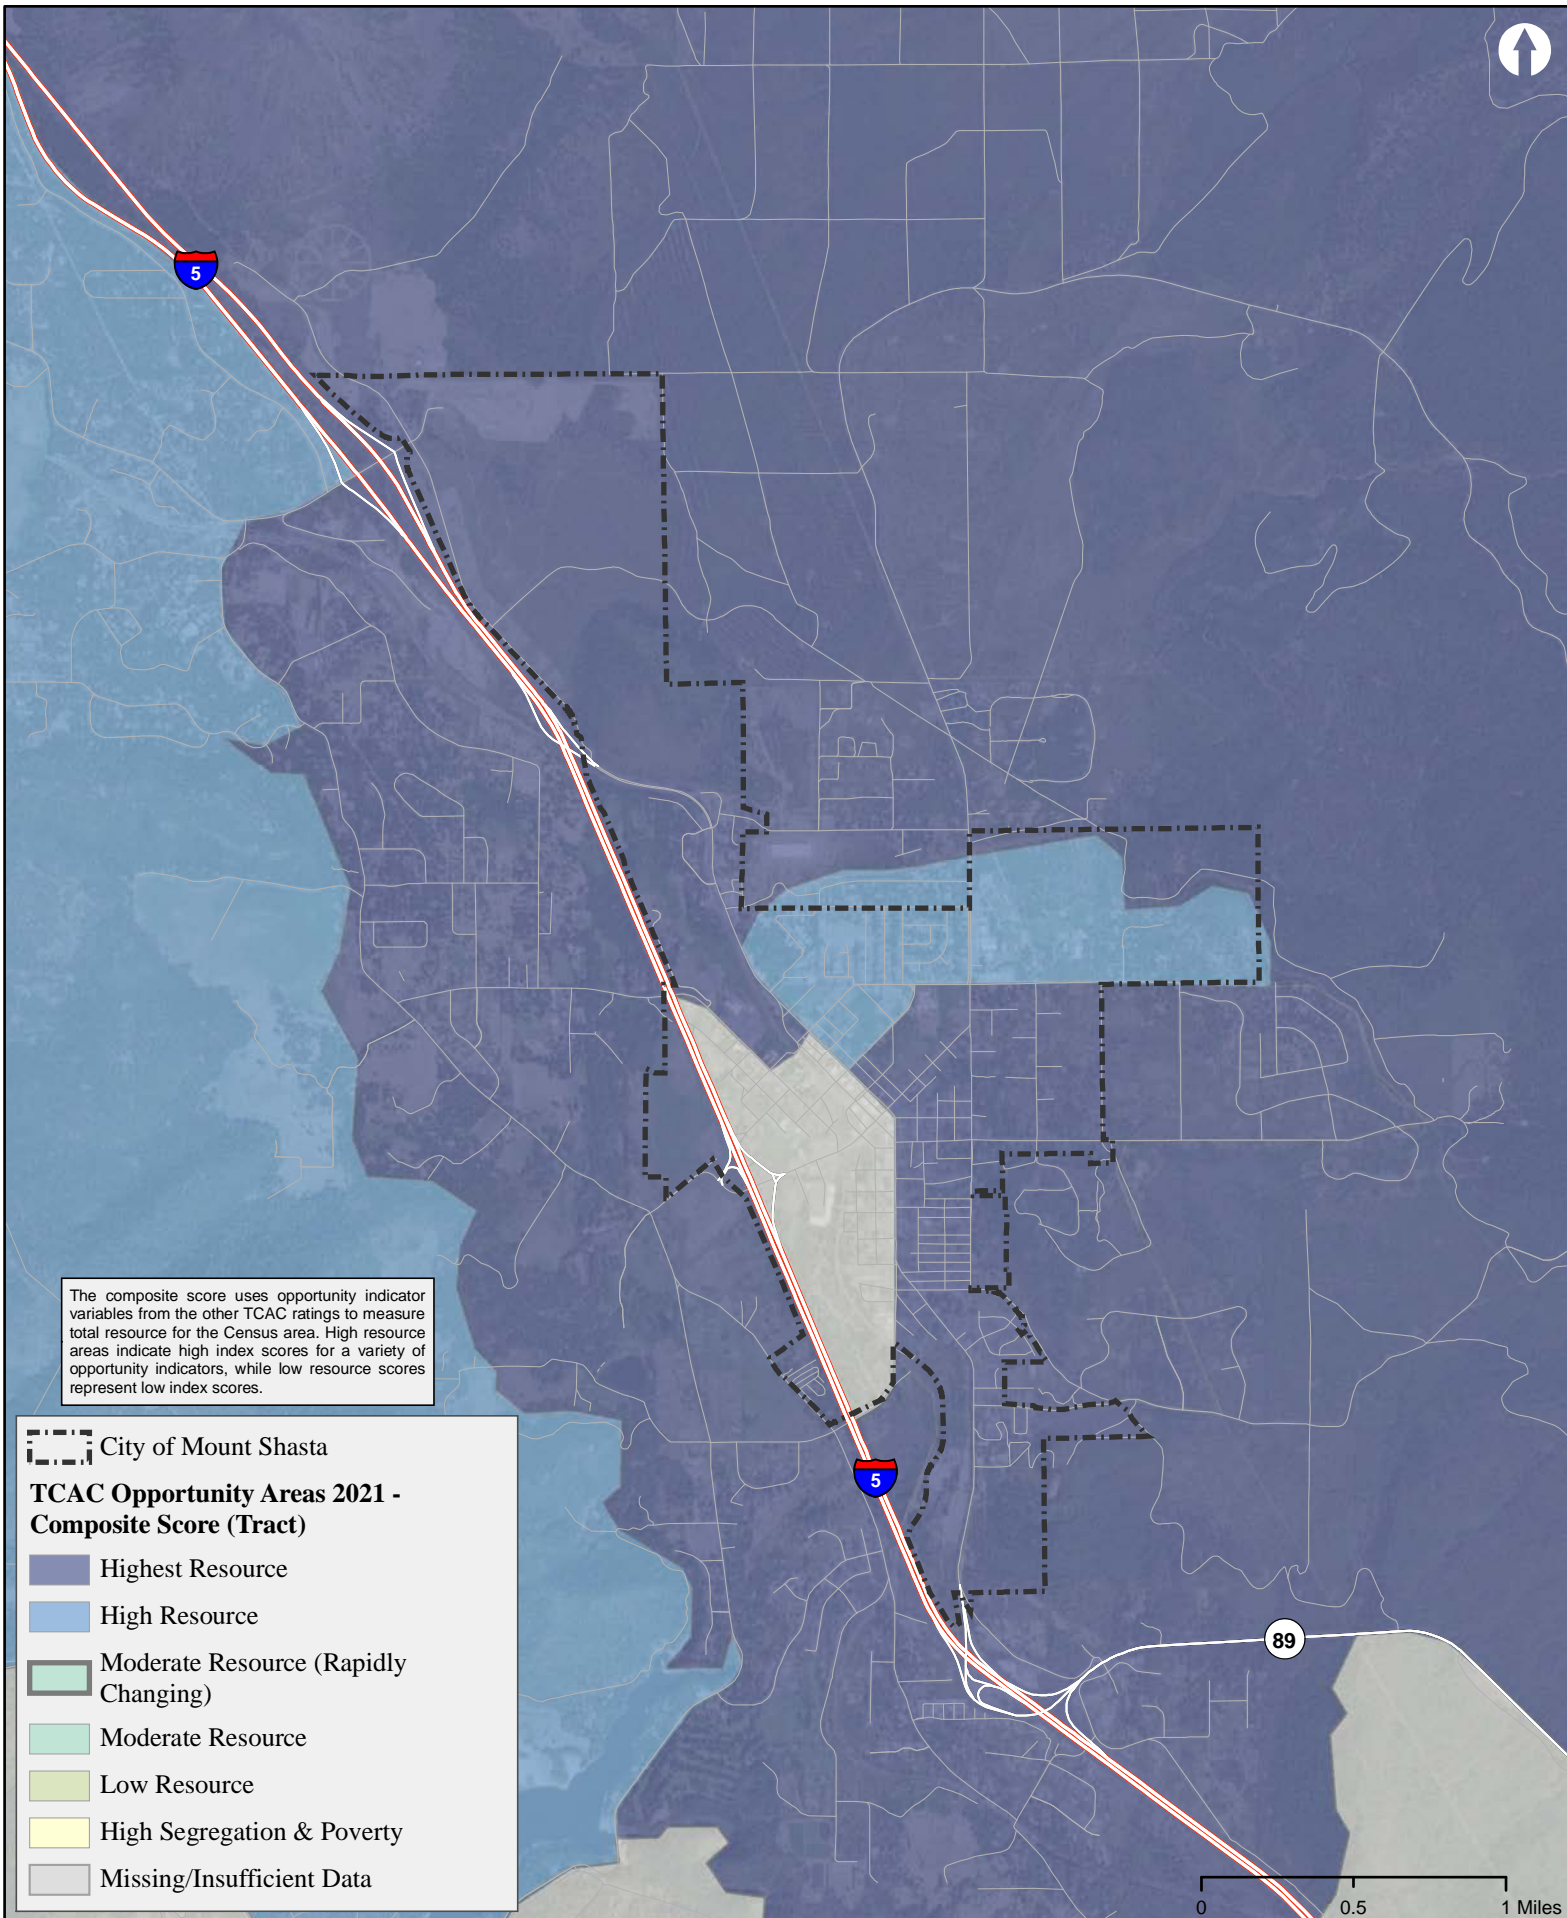 5
The composite score uses opportunity indicator
variables from the other TCAC ratings to measure
total resource for the Census area. High resource
areas indicate high index scores for a variety of
opportunity indicators, while low resource scores
represent low index scores.
City of Mount Shasta
TCAC Opportunity Areas 2021 -
Composite Score (Tract)
Highest Resource
High Resource
Moderate Resource (Rapidly
Changing)
Moderate Resource
Low Resource
High Segregation & Poverty
Missing/Insufficient Data
5
89
0 0.5 1 Miles